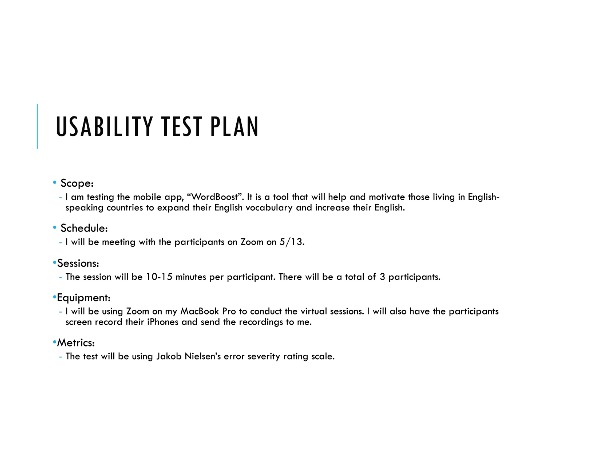 USABILITY TEST PLAN
• Scope:
- I am testing the mobile app, “WordBoost”. It is a tool that will help and motivate those living in English-
speaking countries to expand their English vocabulary and increase their English.
• Schedule:
- I will be meeting with the participants on Zoom on 5/13.
•Sessions:
- The session will be 10-15 minutes per participant. There will be a total of 3 participants.
•Equipment:
- I will be using Zoom on my MacBook Pro to conduct the virtual sessions. I will also have the participants
screen record their iPhones and send the recordings to me.
•Metrics:
- The test will be using Jakob Nielsen's error severity rating scale.